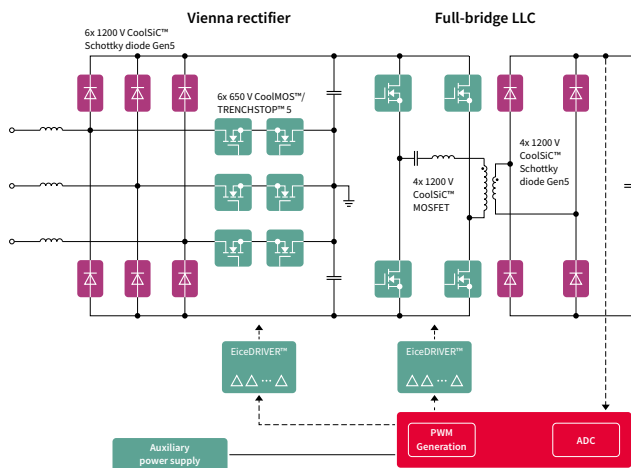 Vienna rectifier
Full-bridge LLC
6x 1200 V CoolSiC™
Schottky diode Gen5
6x 650 V CoolMOS™/
TRENCHSTOP™ 5
4x 1200 V
CoolSiC™
MOSFET
4x 1200 V
CoolSiC™
Schottky
diode Gen5
EiceDRIVER™
...
EiceDRIVER™
...
PWM
Generation
ADC
Auxiliary
power supply